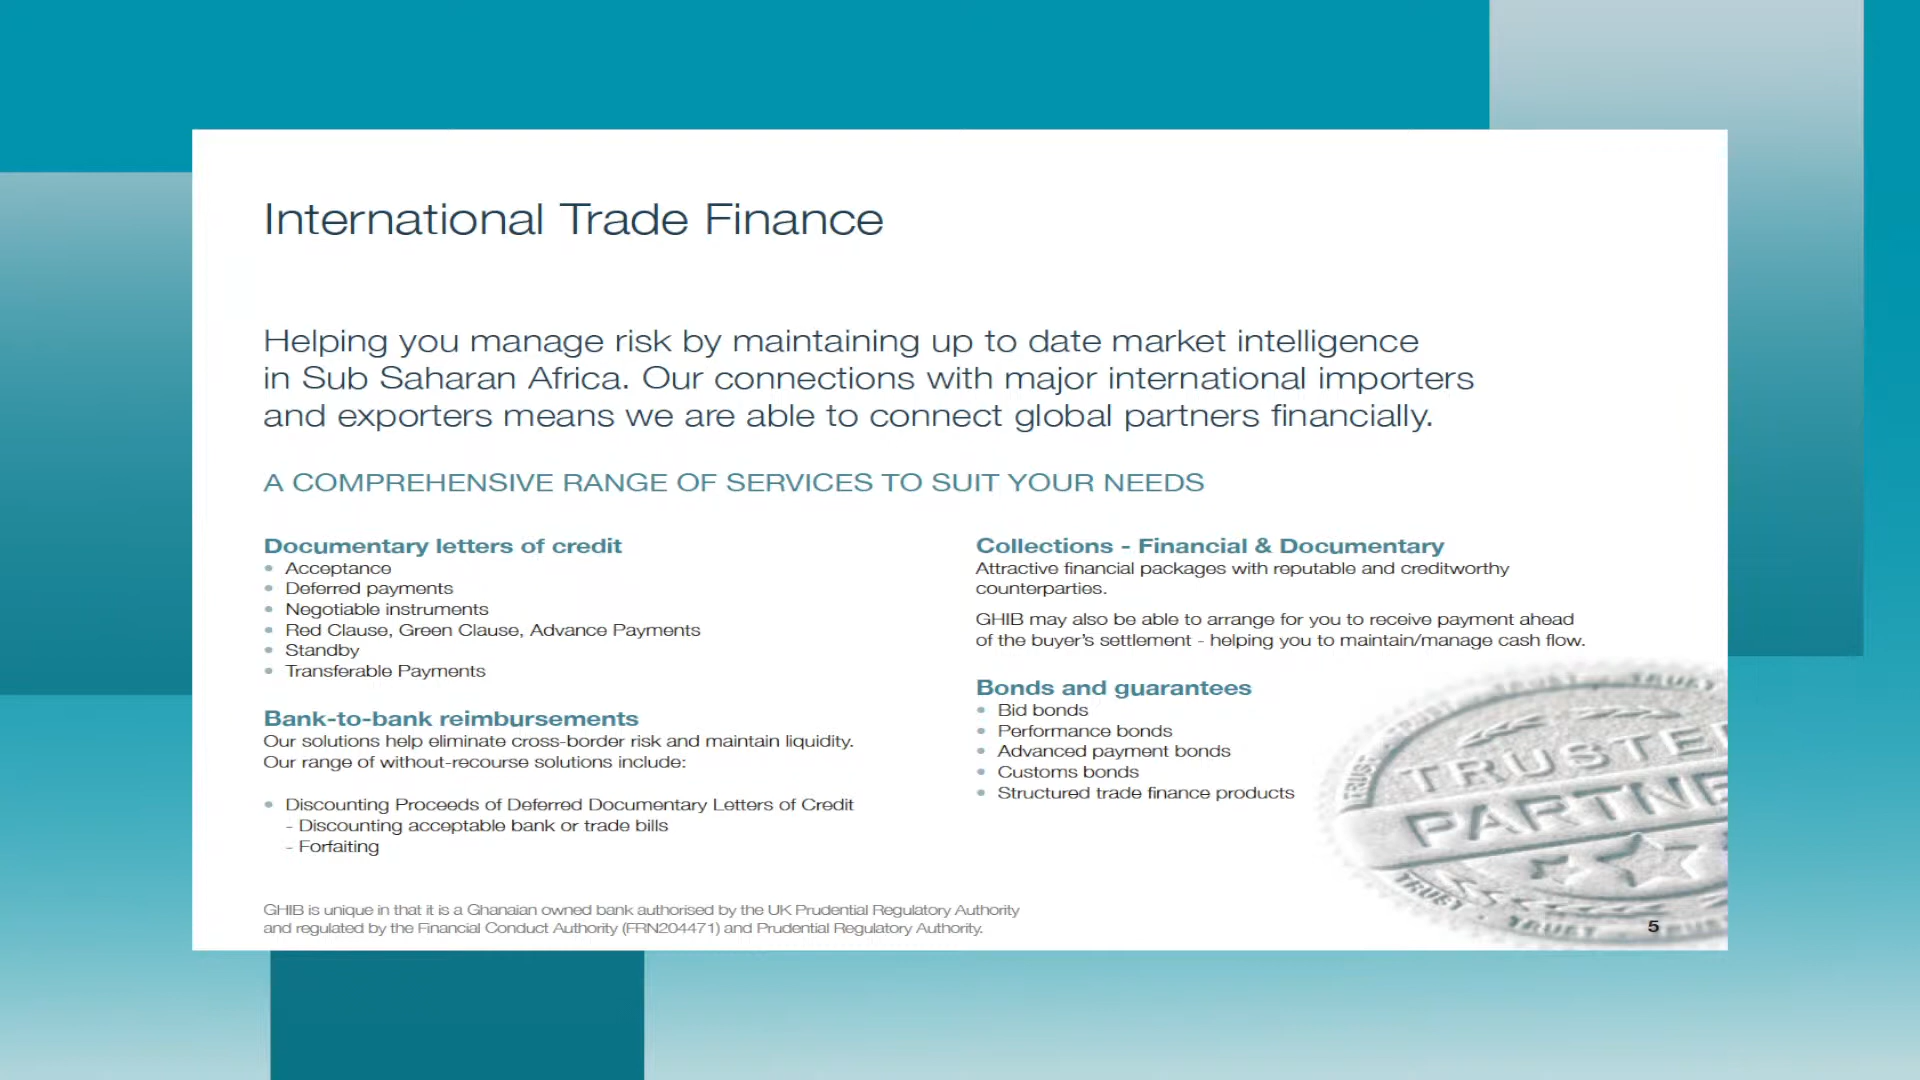 International Trade Finance
Helping you manage risk by maintaining up to date market intelligence
in Sub Saharan Africa. Our connections with major international importers
and exporters means we are able to connect global partners financially.
A COMPREHENSIVE RANGE OF SERVICES TO SUIT YOUR NEEDS
Documentary letters of credit
• Acceptance
• Deferred payments
• Negotiable instruments
• Red Clause, Green Clause, Advance Payments
• Standby
• Transferable Payments
Bank-to-bank reimbursements
Our solutions help eliminate cross-border risk and maintain liquidity.
Our range of without-recourse solutions include:
• Discounting Proceeds of Deferred Documentary Letters of Credit
- Discounting acceptable bank or trade bills
- Forfaiting
Collections - Financial & Documentary
Attractive financial packages with reputable and creditworthy
counterparties.
GHIB may also be able to arrange for you to receive payment ahead
of the buyer's settlement - helping you to maintain/manage cash flow.
Bonds and guarantees
• Bid bonds
• Performance bonds
• Advanced payment bonds
• Customs bonds
• Structured trade finance products
TRUST
TRUST
TRUSTE
PARTNE
TRUST
TRUST
GHIB is unique in that it is a Ghanaian owned bank authorised by the UK Prudential Regulatory Authority
and regulated by the Financial Conduct Authority (FRN204471) and Prudential Regulatory Authority.
5